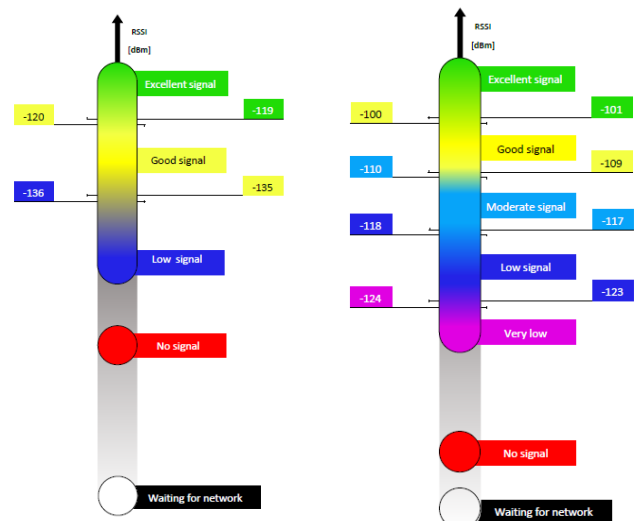 RSSI
[dBm]
Excellent signal
-120
-119
Good signal
-136
-135
Low signal
No signal
Waiting for network
RSSI
[dBm]
Excellent signal
-100
-101
Good signal
-110
-109
Moderate signal
-118
-117
Low signal
-124
-123
Very low
No signal
Waiting for network